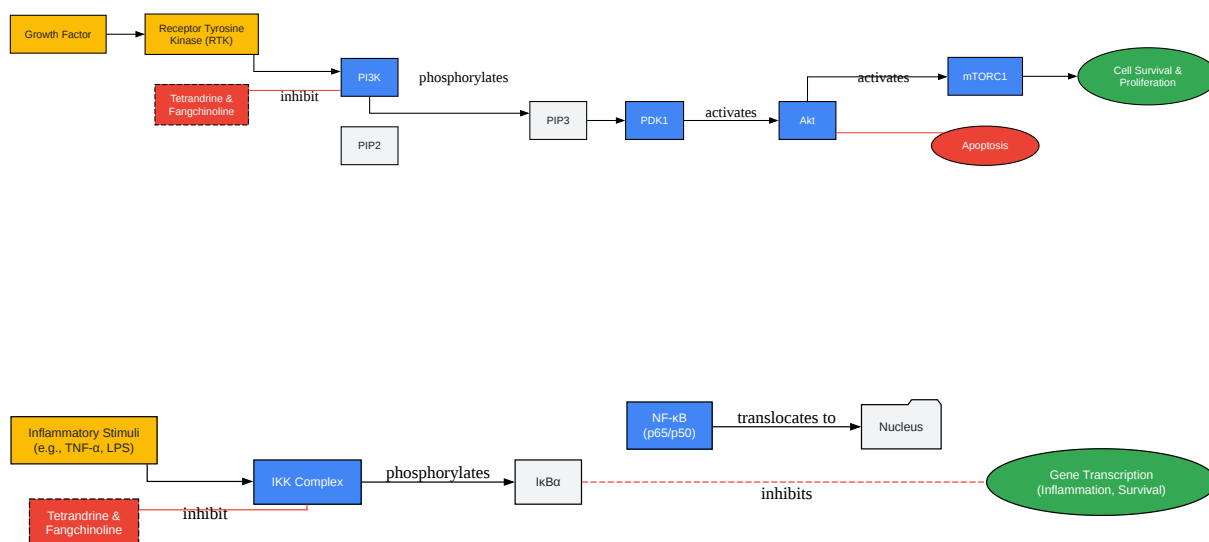 Growth Factor
Receptor Tyrosine
Kinase (RTK)
PI3K
phosphorylates
Tetrandrine &
Fangchinoline
inhibit
PIP2
PIP3
PDK1
activates
Akt
activates
mTORC1
Cell Survival &
Proliferation
Apoptosis
Inflammatory Stimuli
(e.g., TNF-α, LPS)
Tetrandrine &
Fangchinoline
inhibit
IKK Complex
phosphorylates
IκBα
NF-κB
(p65/p50)
translocates to
Nucleus
inhibits
Gene Transcription
(Inflammation, Survival)